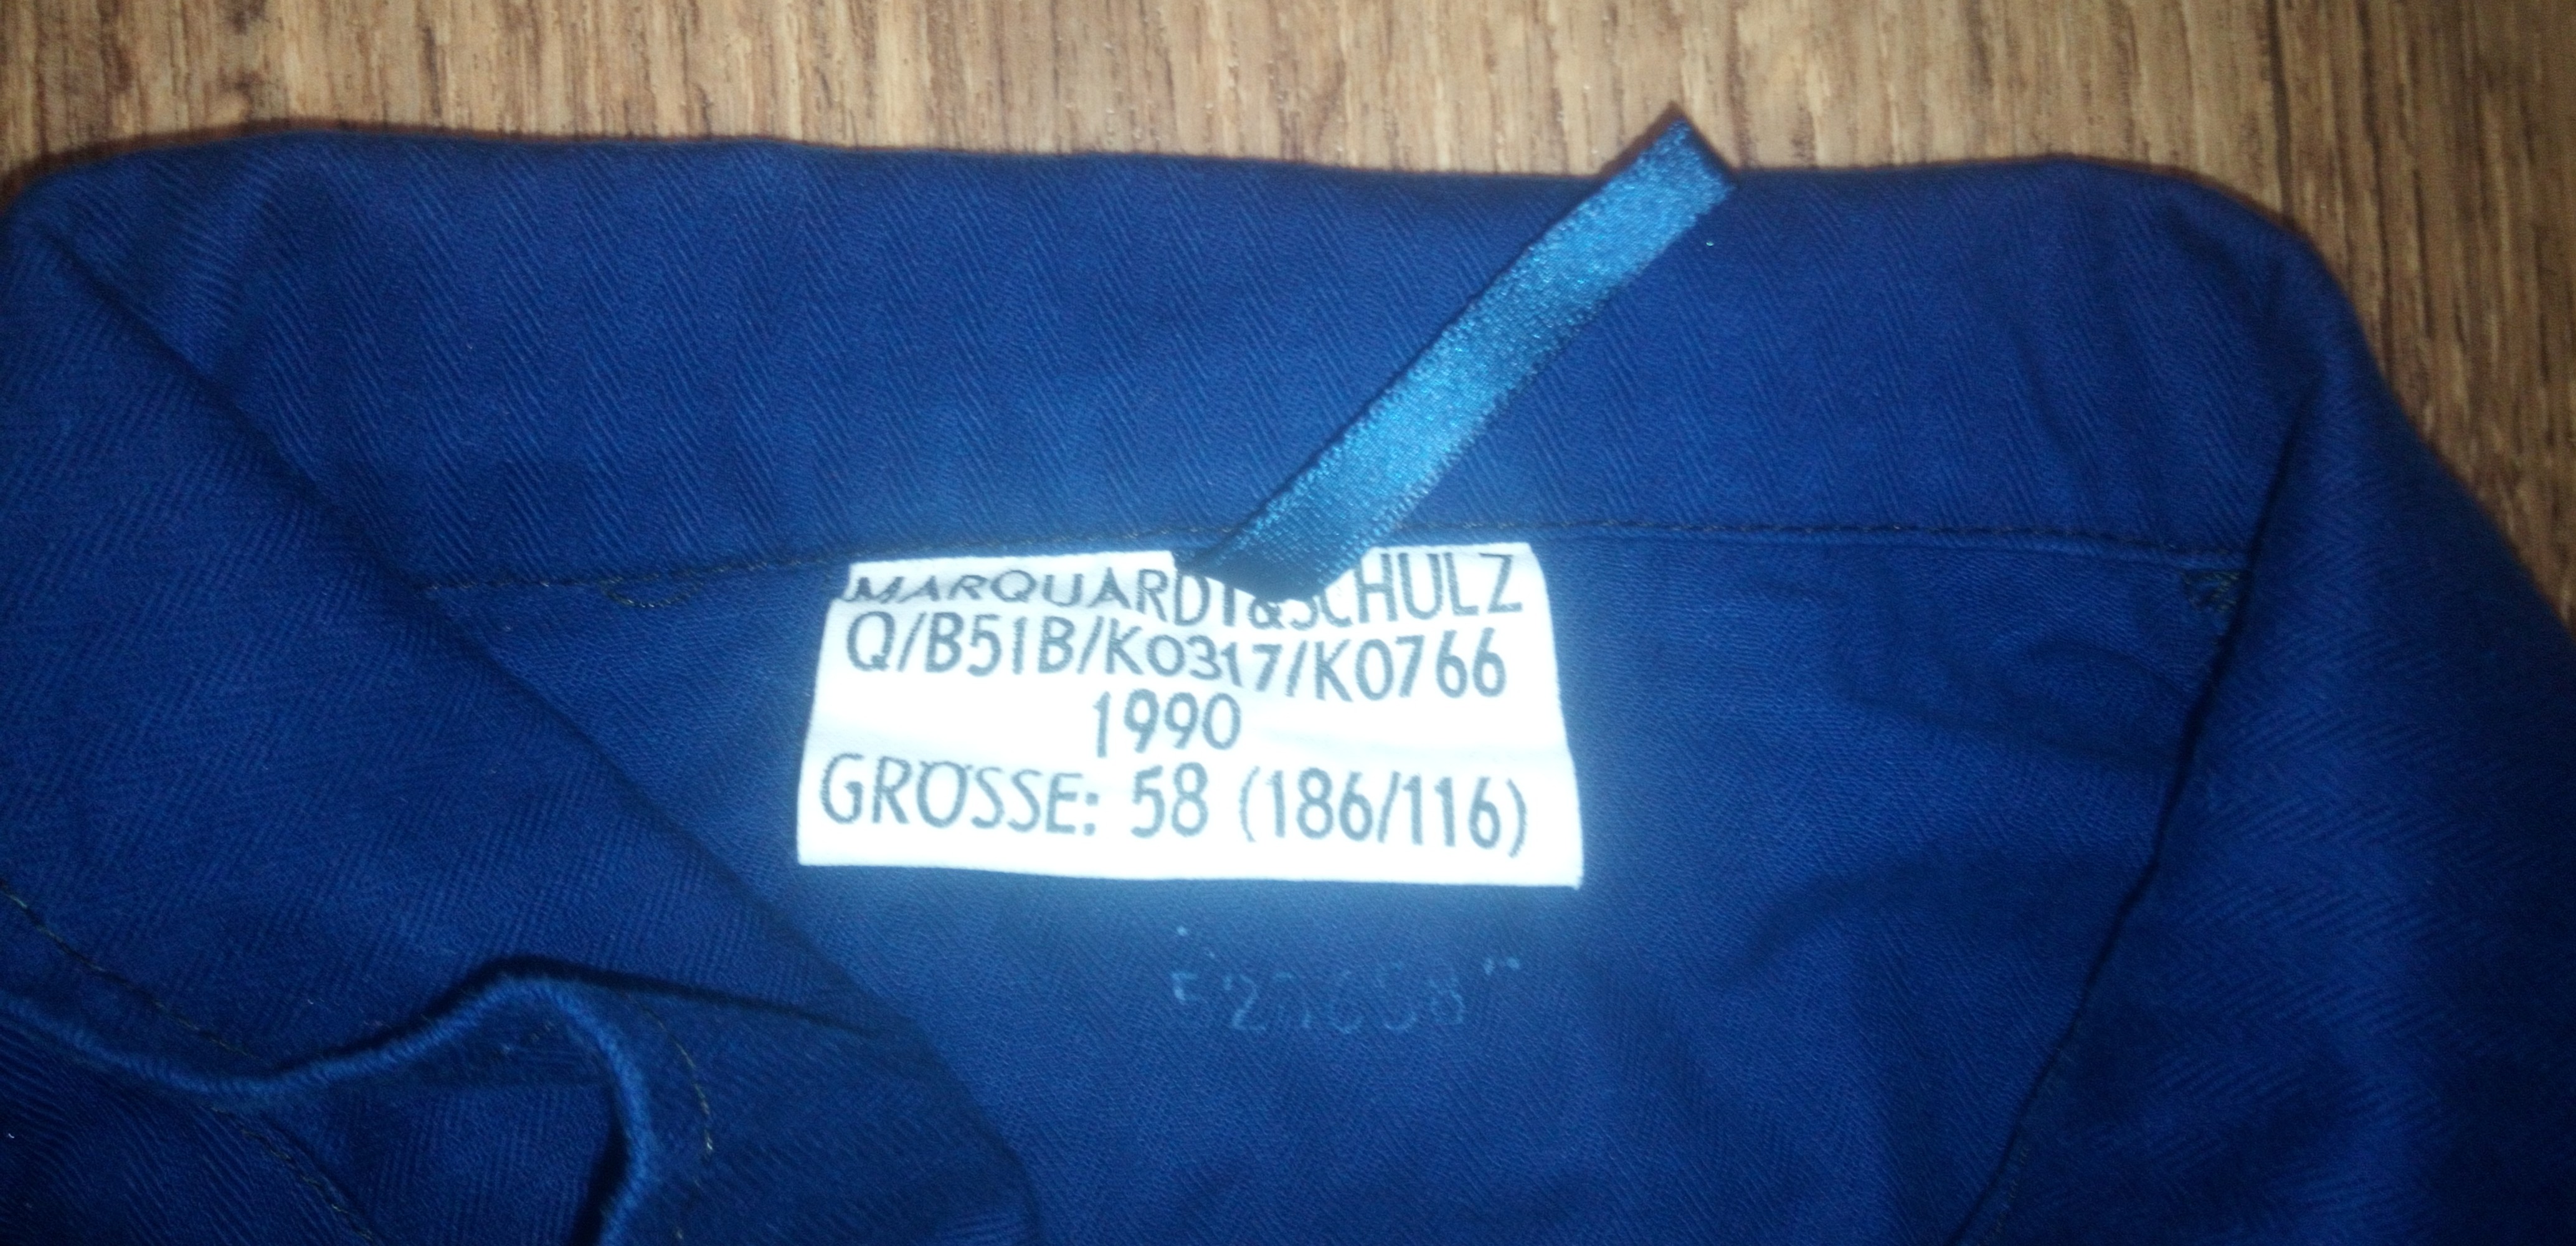 MARQUARDT&SCHULZ
Q/B51B/K0317/K0766
1990
GRÖSSE: 58 (186/116)